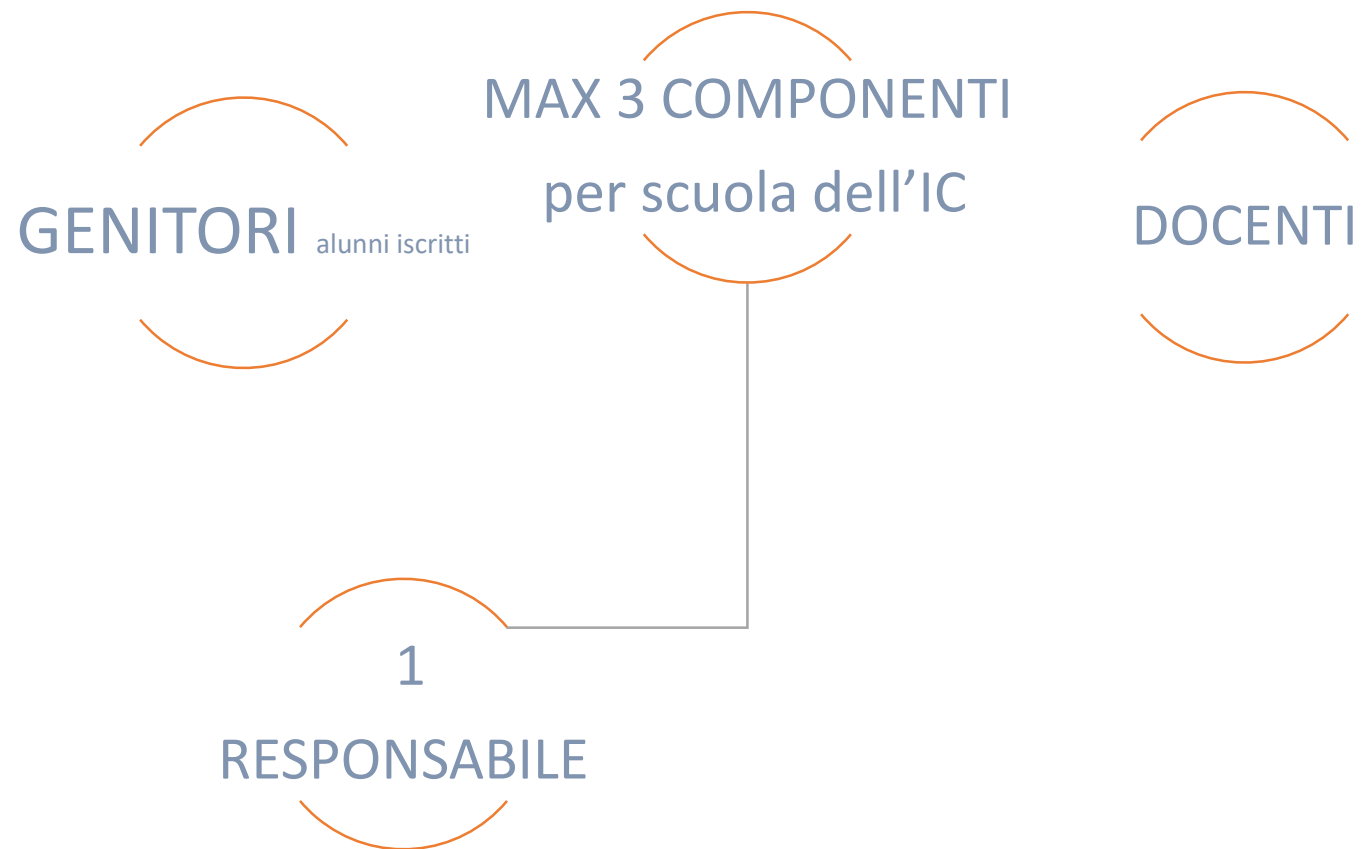 MAX 3 COMPONENTI
per scuola dell’IC
GENITORI alunni iscritti
DOCENTI
1
RESPONSABILE